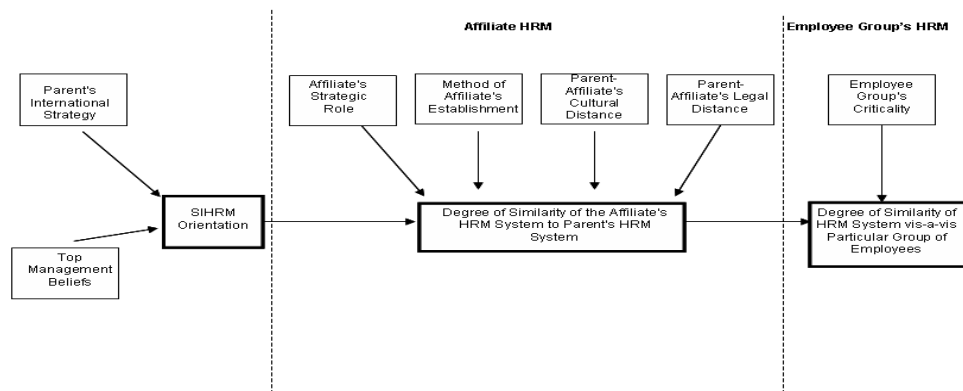 Affiliate HRM
Employee Group's HRM
Parent's
International
Strategy
Affiliate's
Strategic
Role
Method of
Affiliate's
Establishment
Parent-
Affiliate's
Cultural
Distance
Parent-
Affiliate's Legal
Distance
Employee
Group's
Criticality
SIHRM
Orientation
Degree of Similarity of the Affiliate's
HRM System to Parent's HRM
System
Degree of Similarity of
HRM System vis-a-vis
Particular Group of
Employees
Top
Management
Beliefs